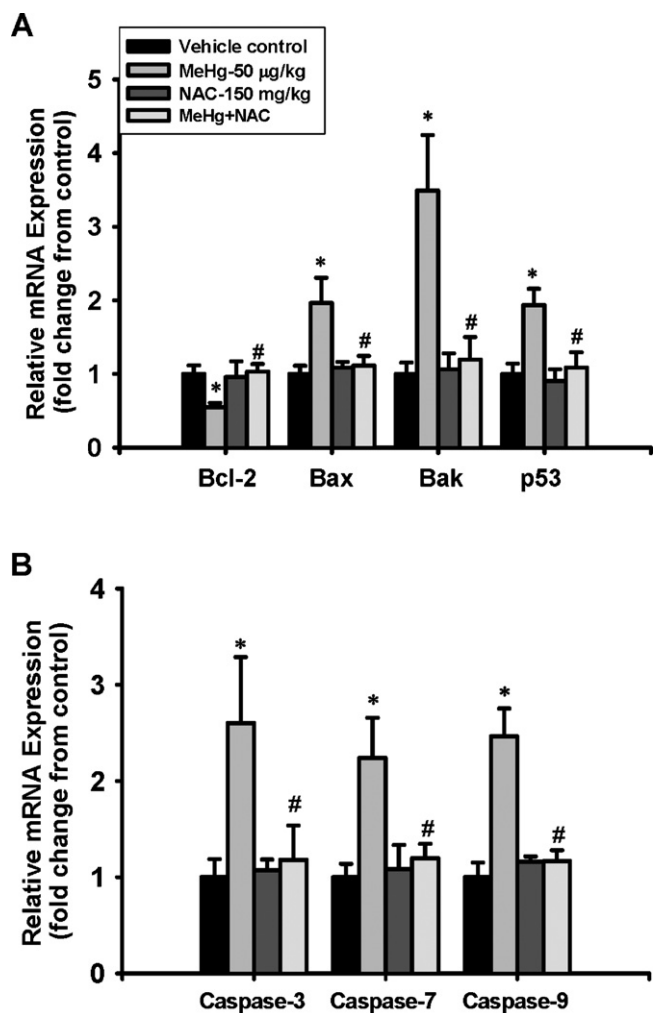 A
Vehicle control
MeHg-50 µg/kg
NAC-150 mg/kg
MeHg+NAC
Relative mRNA Expression
(fold change from control)
5
4
3
2
1
0
*
*
*
*
#
#
#
#
Bcl-2 Bax Bak p53
B
Relative mRNA Expression
(fold change from control)
4
3
2
1
0
*
*
*
#
#
#
Caspase-3 Caspase-7 Caspase-9